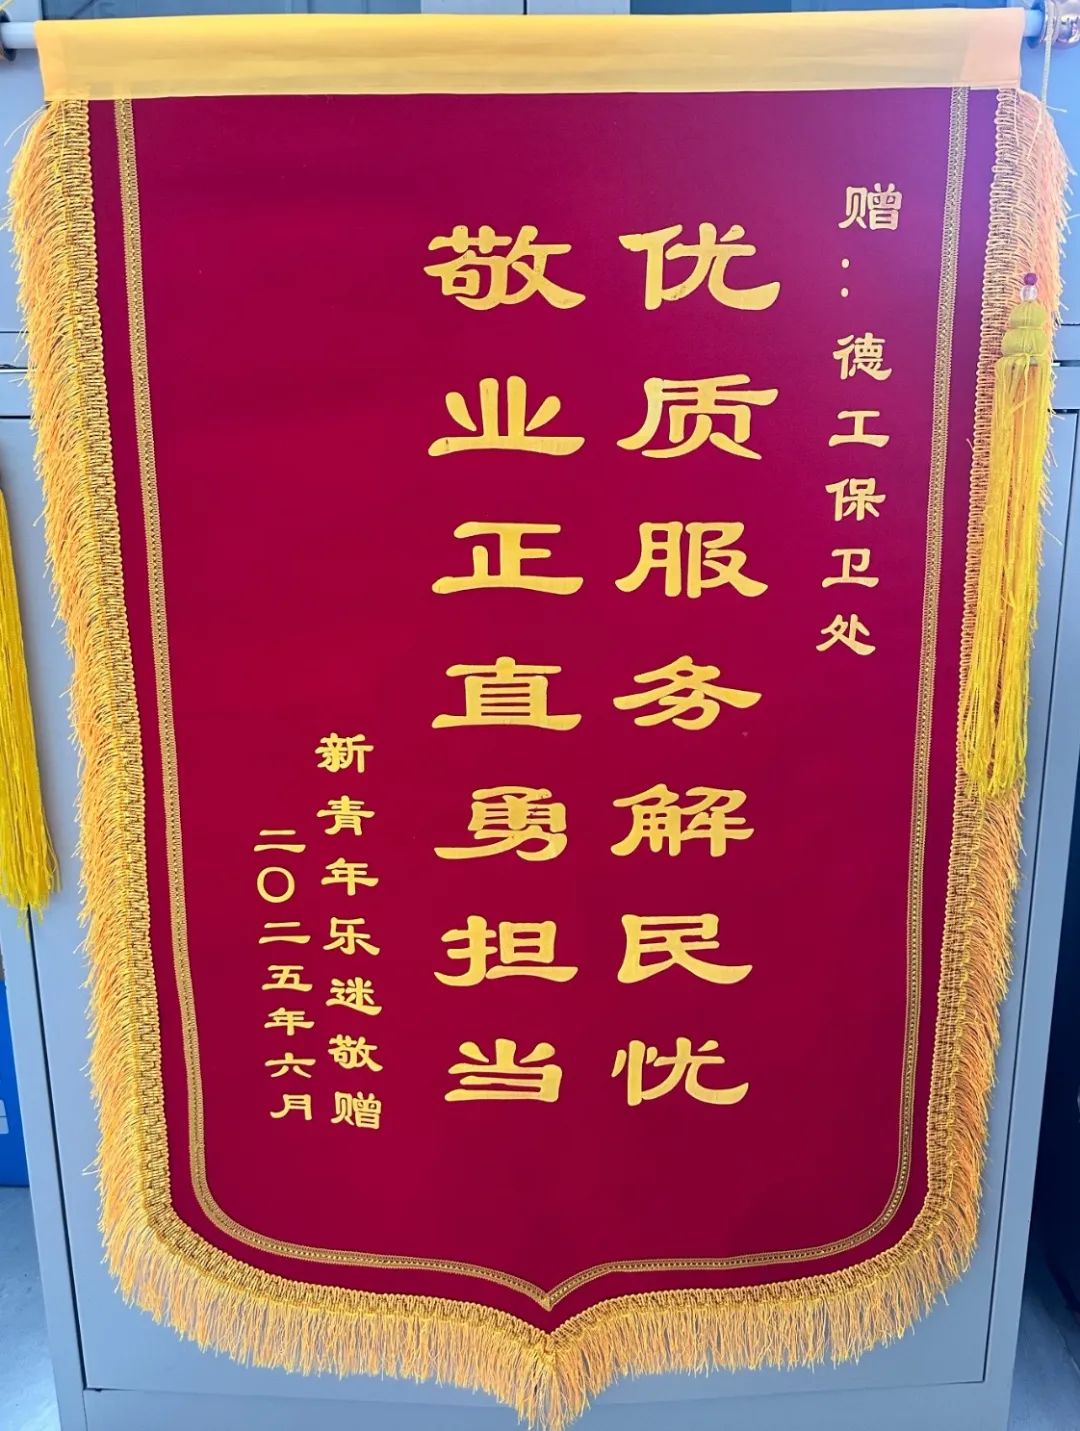 赠：德工保卫处
优质服务解民忧
敬业正直勇担当
新青年乐迷敬赠
二〇二五年六月